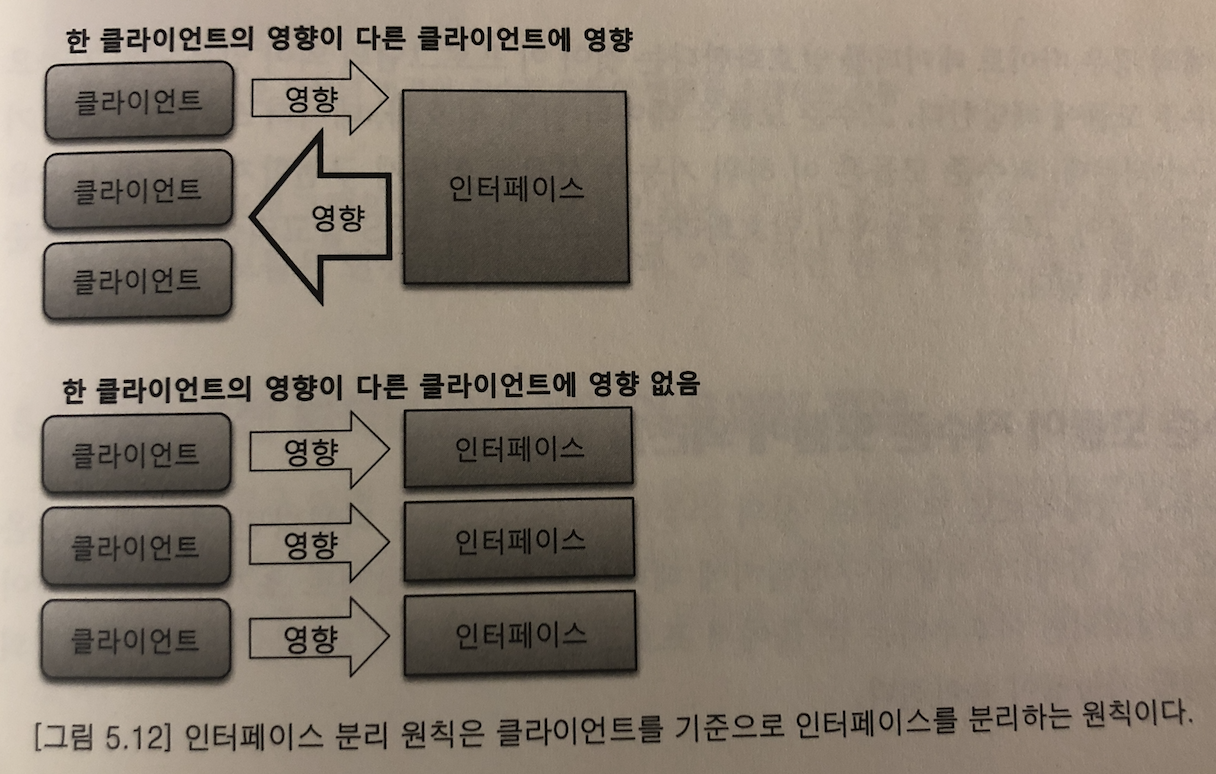 한 클라이언트의 영향이 다른 클라이언트에 영향
클라이언트
영향
클라이언트
인터페이스
영향
클라이언트
한 클라이언트의 영향이 다른 클라이언트에 영향 없음
클라이언트
영향
인터페이스
클라이언트
영향
인터페이스
클라이언트
영향
인터페이스
[그림 5.12] 인터페이스 분리 원칙은 클라이언트를 기준으로 인터페이스를 분리하는 원칙이다.